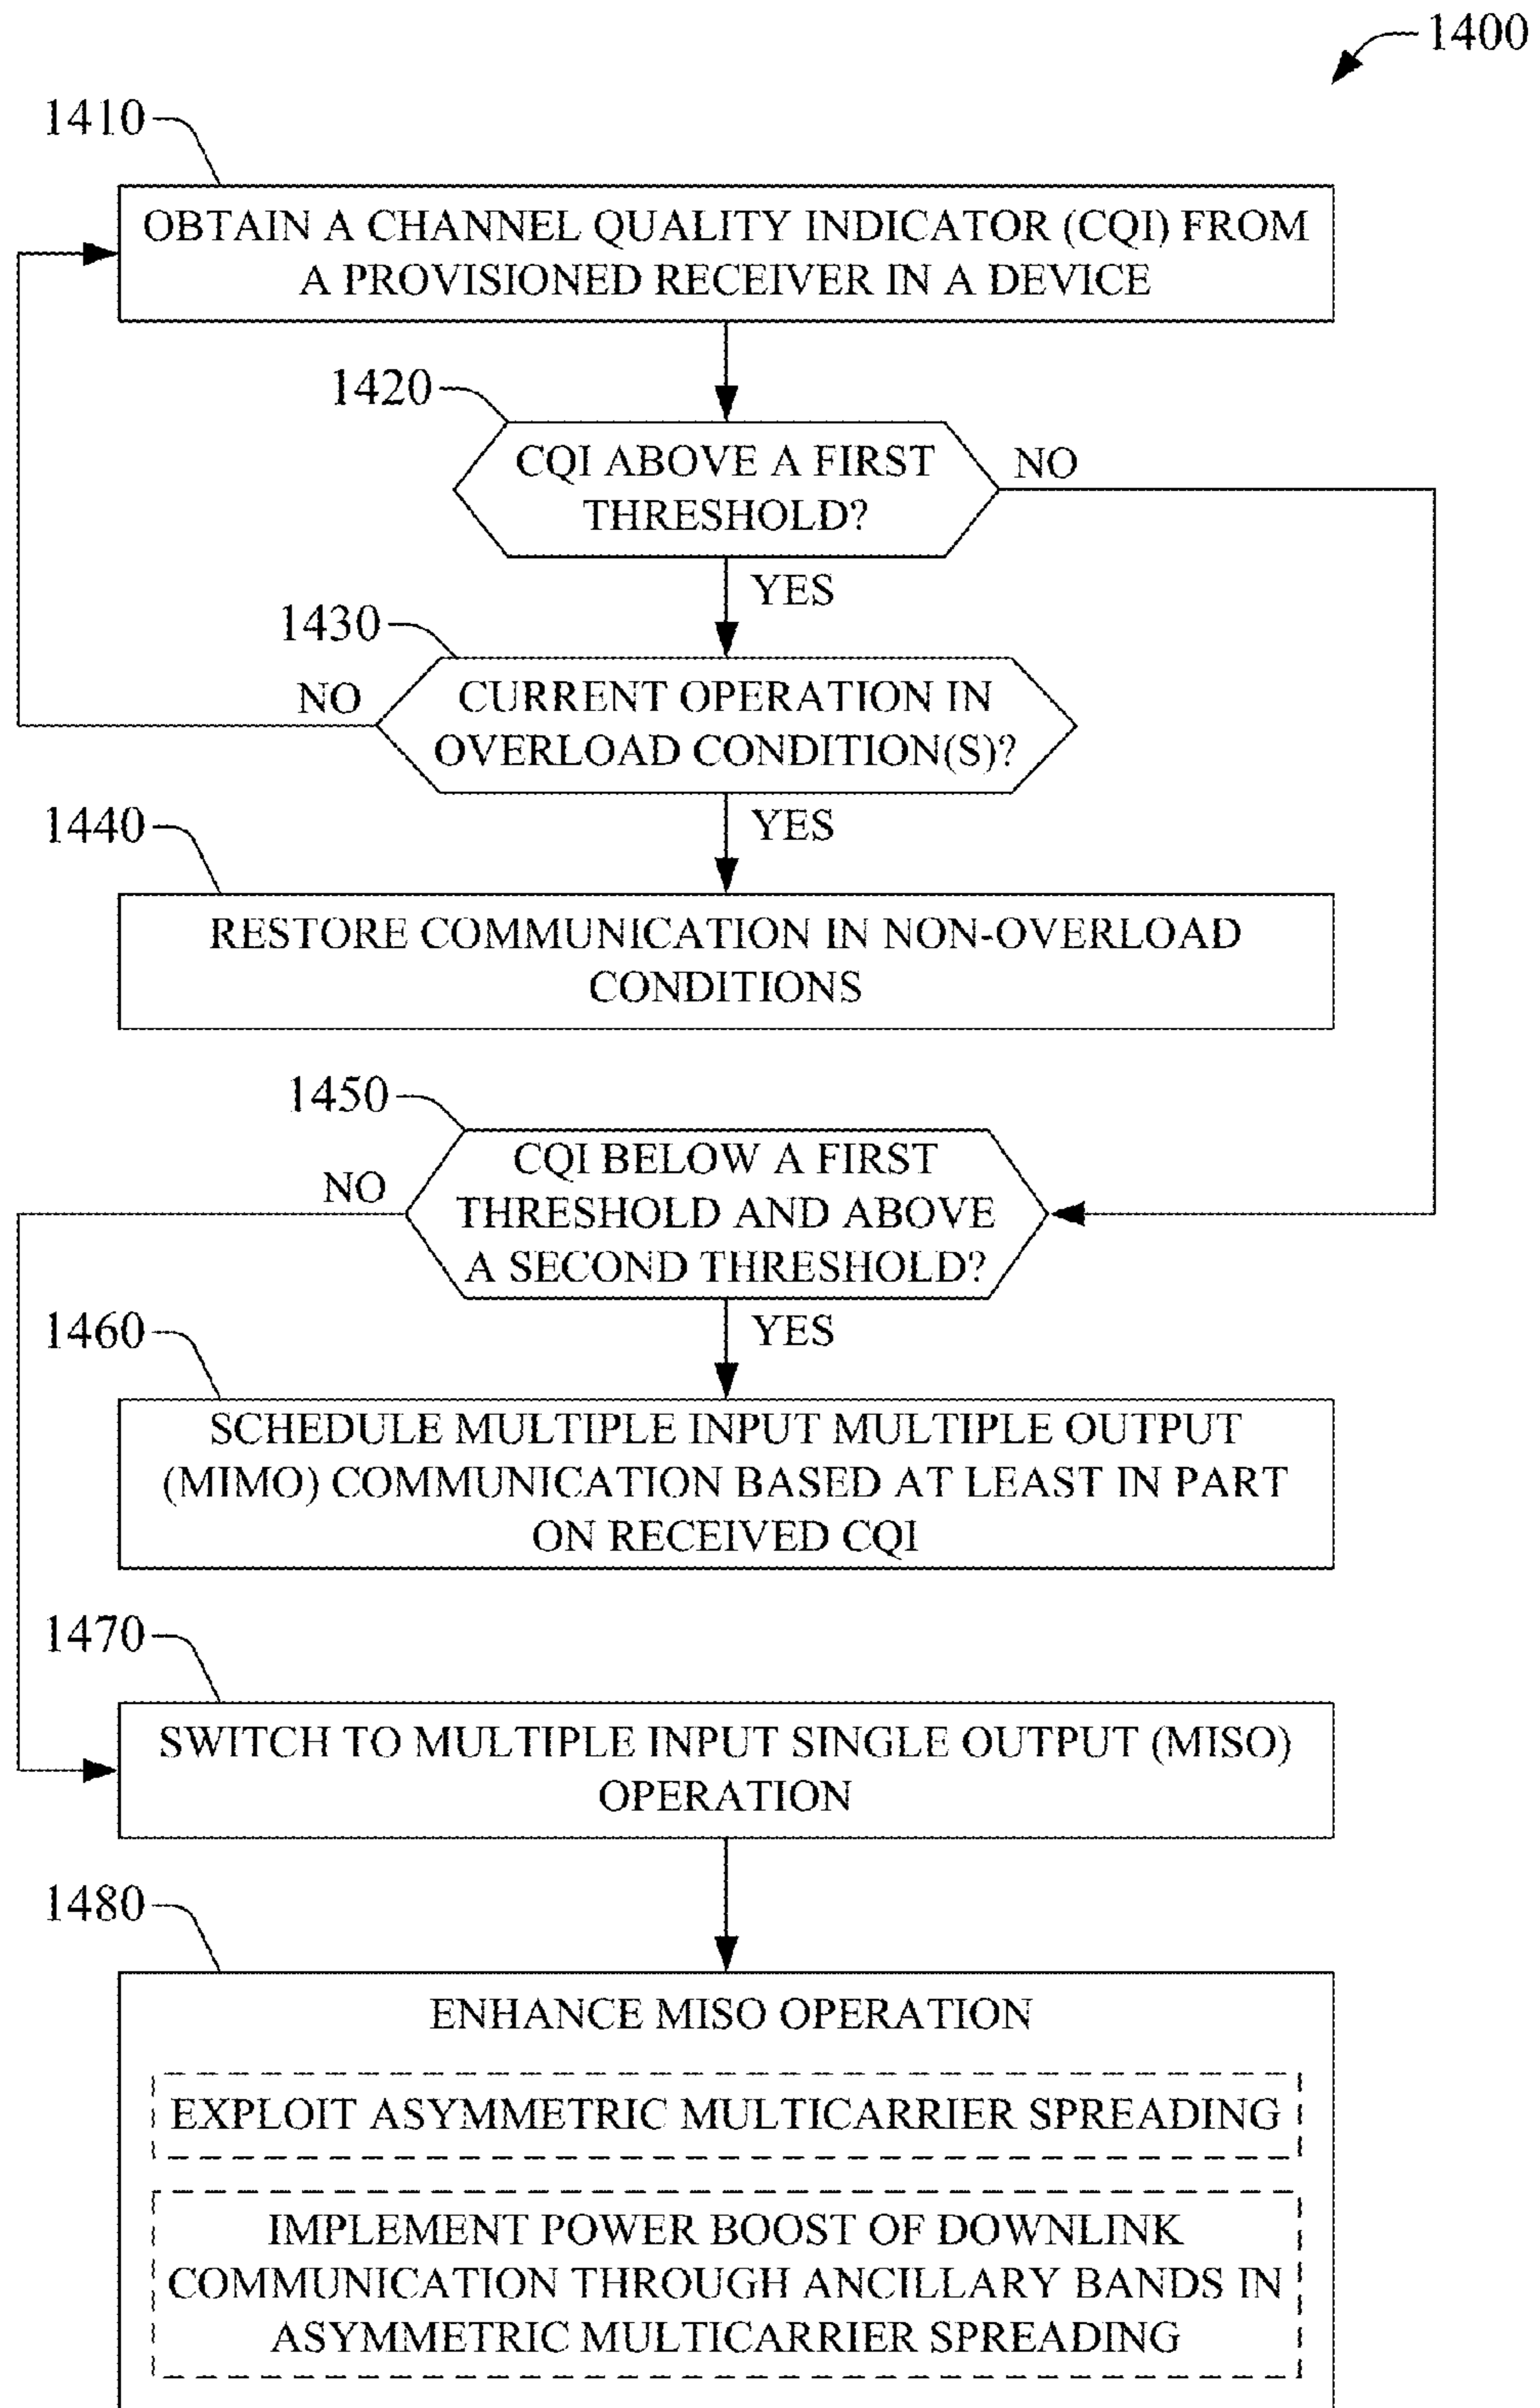 1400
1410
OBTAIN A CHANNEL QUALITY INDICATOR (CQI) FROM
A PROVISIONED RECEIVER IN A DEVICE
1420
CQI ABOVE A FIRST
THRESHOLD?
NO
YES
1430
CURRENT OPERATION IN
OVERLOAD CONDITION(S)?
NO
YES
1440
RESTORE COMMUNICATION IN NON-OVERLOAD
CONDITIONS
1450
CQI BELOW A FIRST
THRESHOLD AND ABOVE
A SECOND THRESHOLD?
NO
YES
1460
SCHEDULE MULTIPLE INPUT MULTIPLE OUTPUT
(MIMO) COMMUNICATION BASED AT LEAST IN PART
ON RECEIVED CQI
1470
SWITCH TO MULTIPLE INPUT SINGLE OUTPUT (MISO)
OPERATION
1480
ENHANCE MISO OPERATION
EXPLOIT ASYMMETRIC MULTICARRIER SPREADING
IMPLEMENT POWER BOOST OF DOWNLINK
COMMUNICATION THROUGH ANCILLARY BANDS IN
ASYMMETRIC MULTICARRIER SPREADING